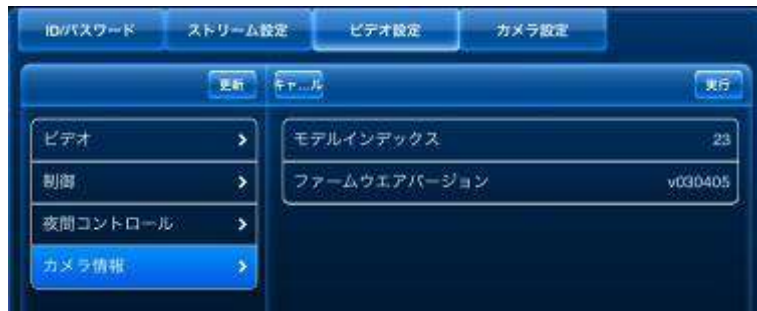 ID/パスワード ストリーム設定 ビデオ設定 カメラ設定
更新 キャ...ル 実行
ビデオ
制御
夜間コントロール
カメラ情報
モデルインデックス 23
ファームウエアバージョン v030405